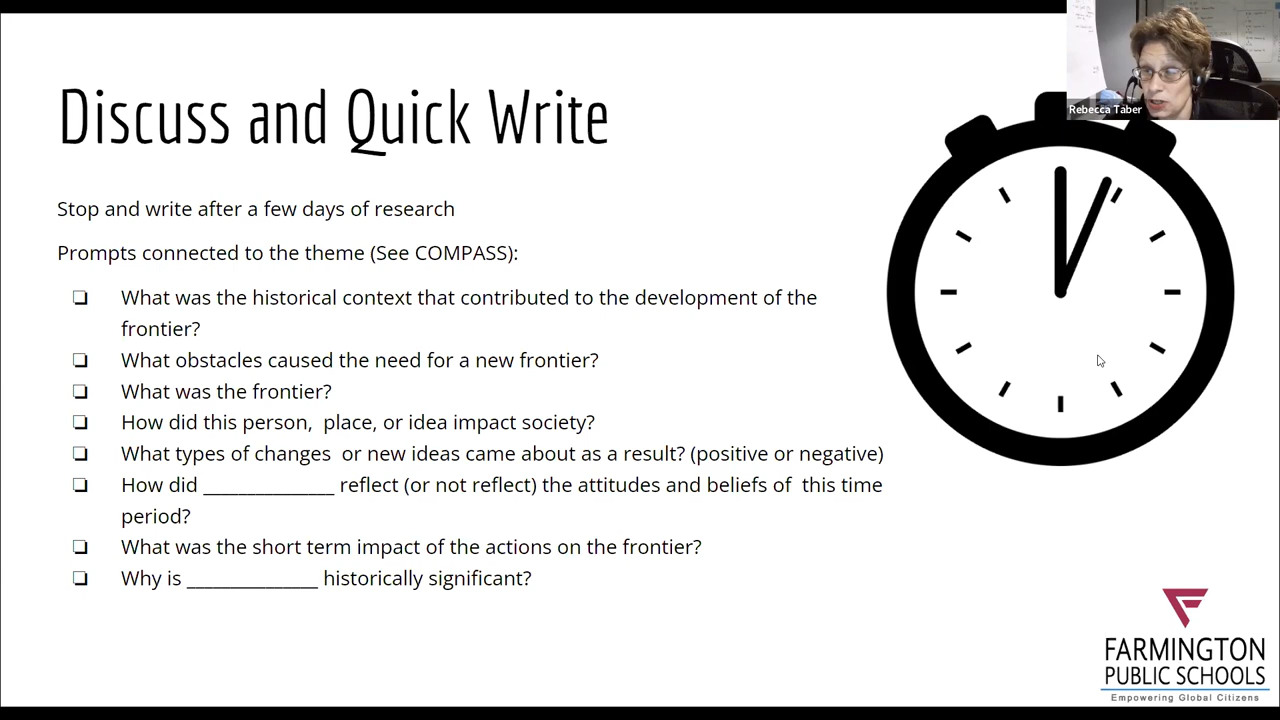 Rebecca Taber
Discuss and Quick Write
Stop and write after a few days of research
Prompts connected to the theme (See COMPASS):
What was the historical context that contributed to the development of the
frontier?
What obstacles caused the need for a new frontier?
What was the frontier?
How did this person,  place, or idea impact society?
What types of changes  or new ideas came about as a result? (positive or negative)
How did _______________ reflect (or not reflect) the attitudes and beliefs of  this time
period?
What was the short term impact of the actions on the frontier?
Why is _______________ historically significant?
FARMINGTON
PUBLIC SCHOOLS
Empowering Global Citizens